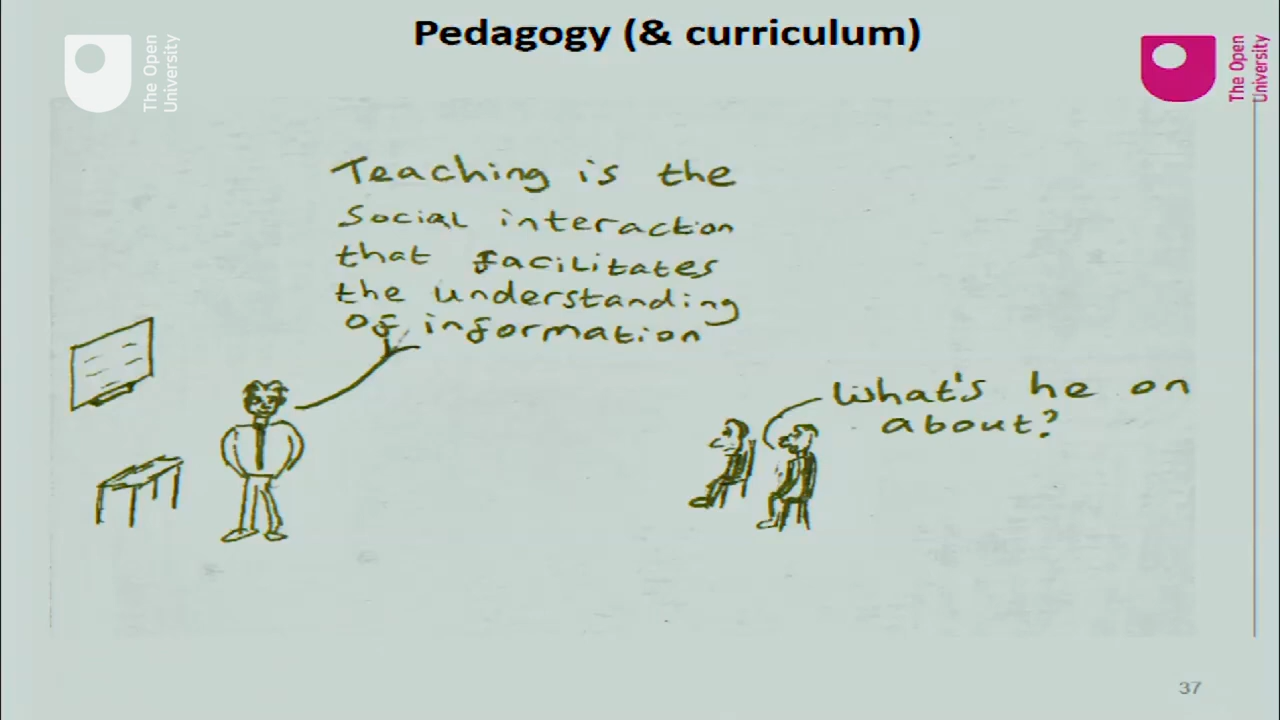 Pedagogy (& curriculum)
The Open
University
The Open
University
Teaching is the
social interaction
that facilitates
the understanding
of information
What's he on
about?
37